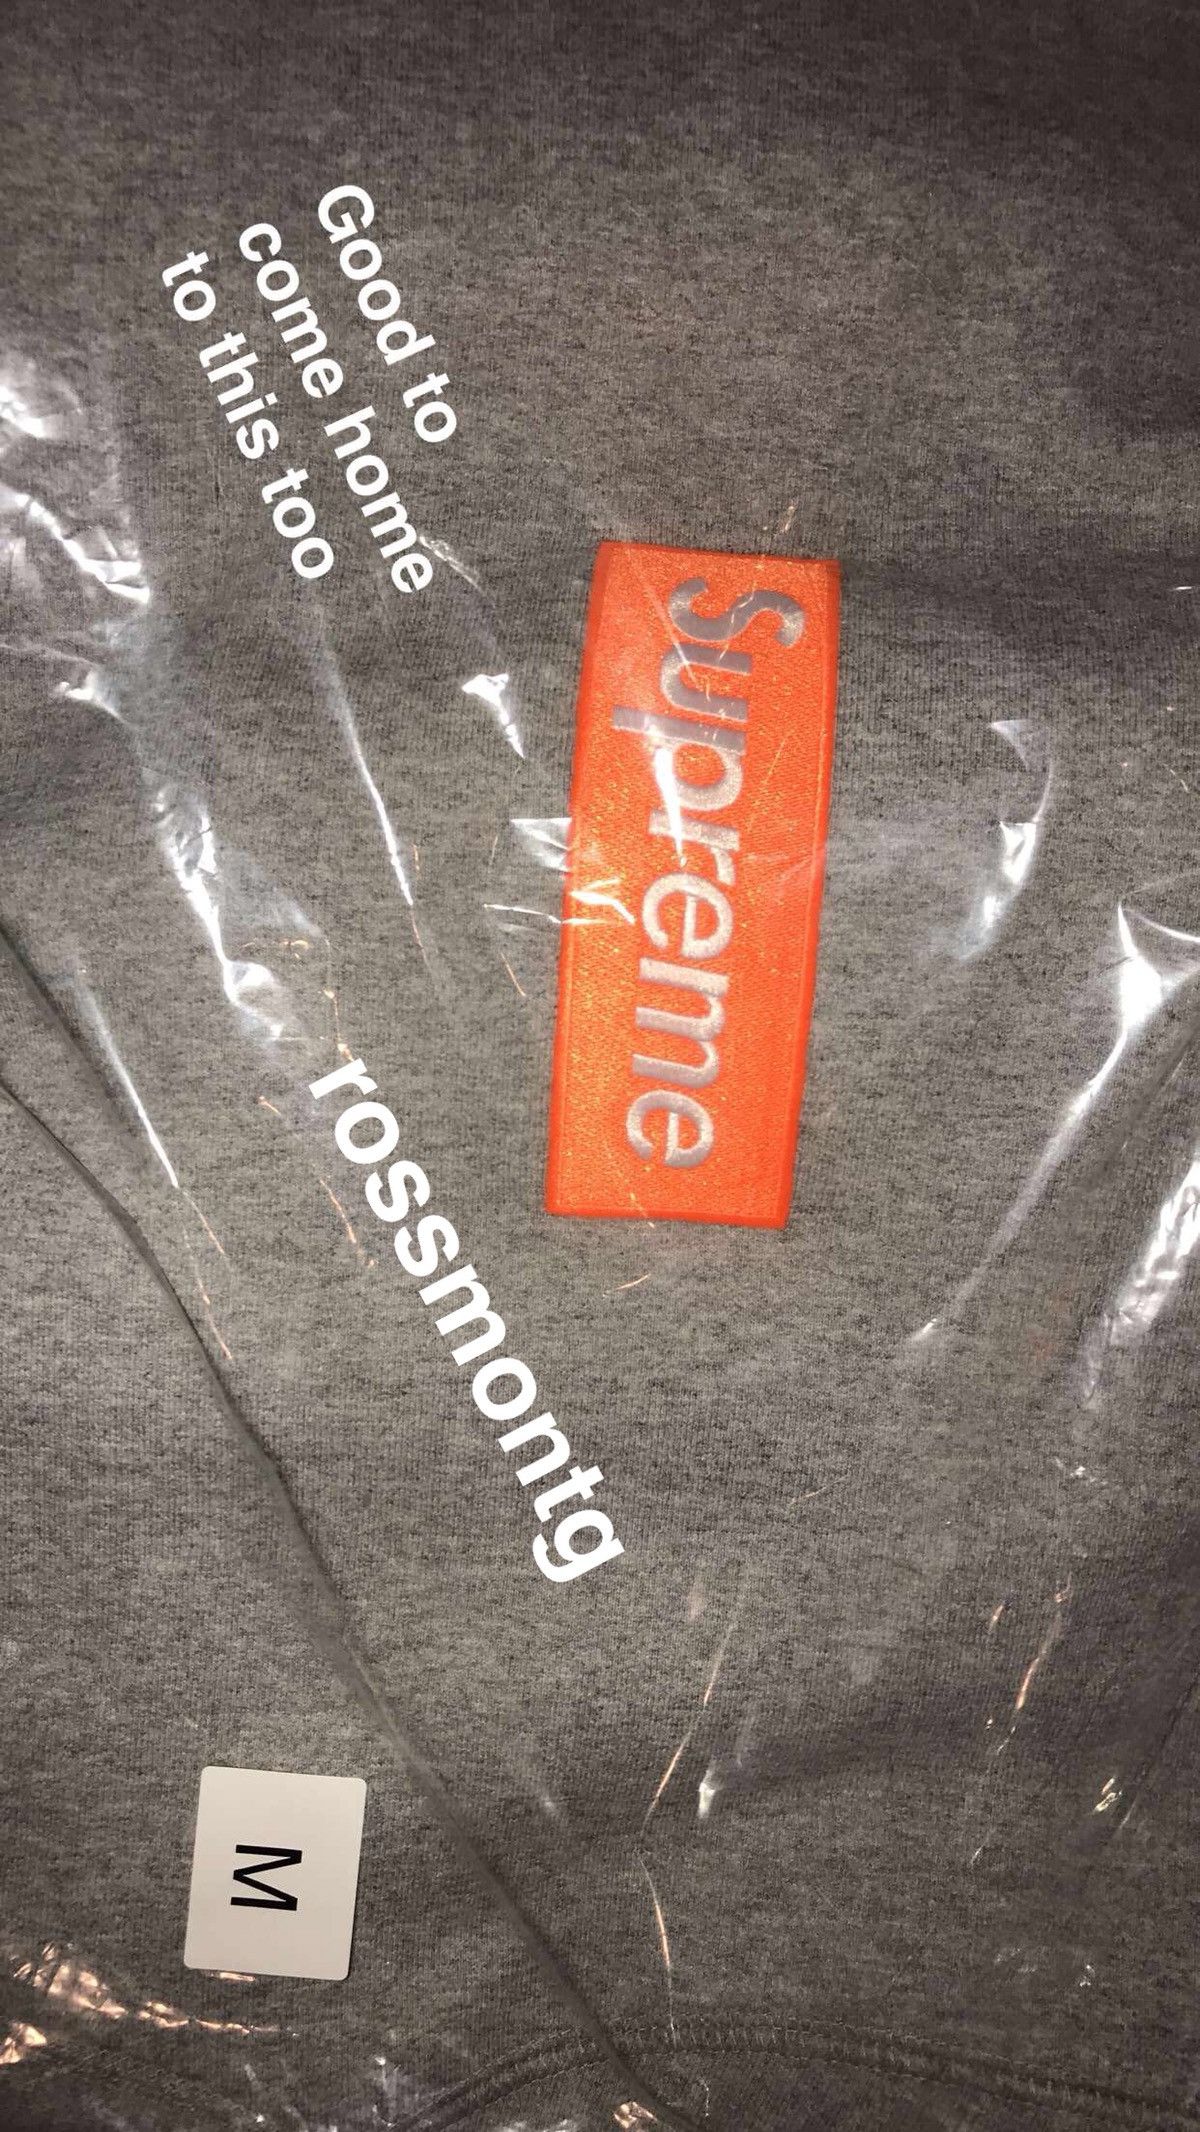 Good to
come home
to this too
Supreme
rossmontg
M